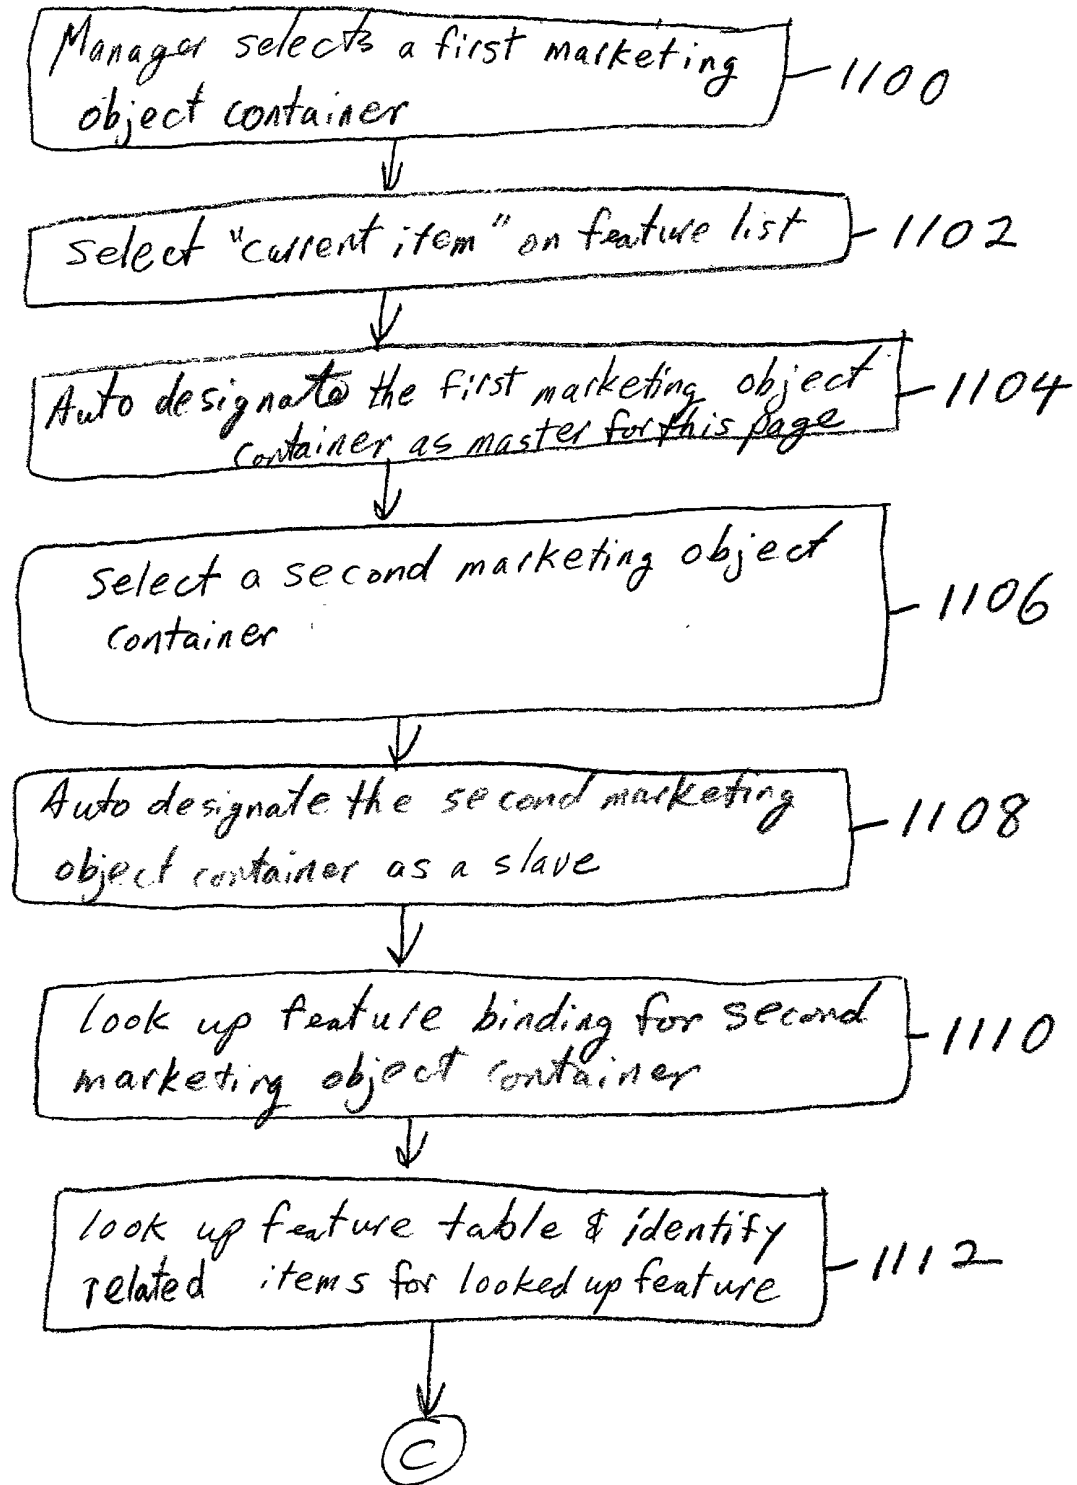 Manager selects a first marketing
object container
1100
Select "current item" on feature list
1102
Auto designate the first marketing object
container as master for this page
1104
Select a second marketing object
container
1106
Auto designate the second marketing
object container as a slave
1108
look up feature binding for second
marketing object container
1110
look up feature table & identify
related items for looked up feature
1112
C